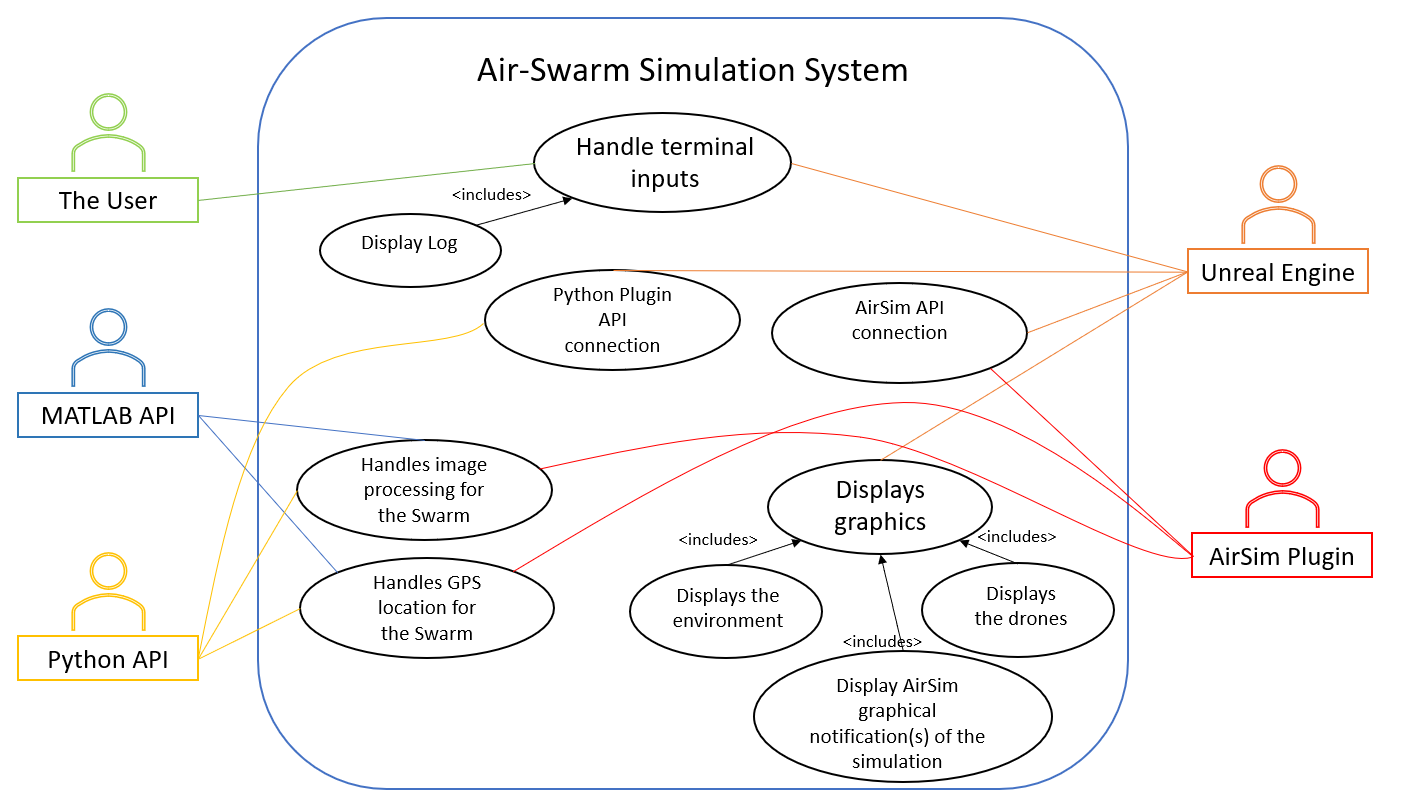 Air-Swarm Simulation System
Handle terminal
inputs
The User
<includes>
Display Log
Unreal Engine
Python Plugin
API
connection
AirSim API
connection
MATLAB API
Handles image
processing for
the Swarm
Displays
graphics
AirSim Plugin
<includes>
<includes>
Handles GPS
location for
the Swarm
Displays the
environment
Displays
the drones
Python API
<includes>
Display AirSim
graphical
notification(s) of the
simulation